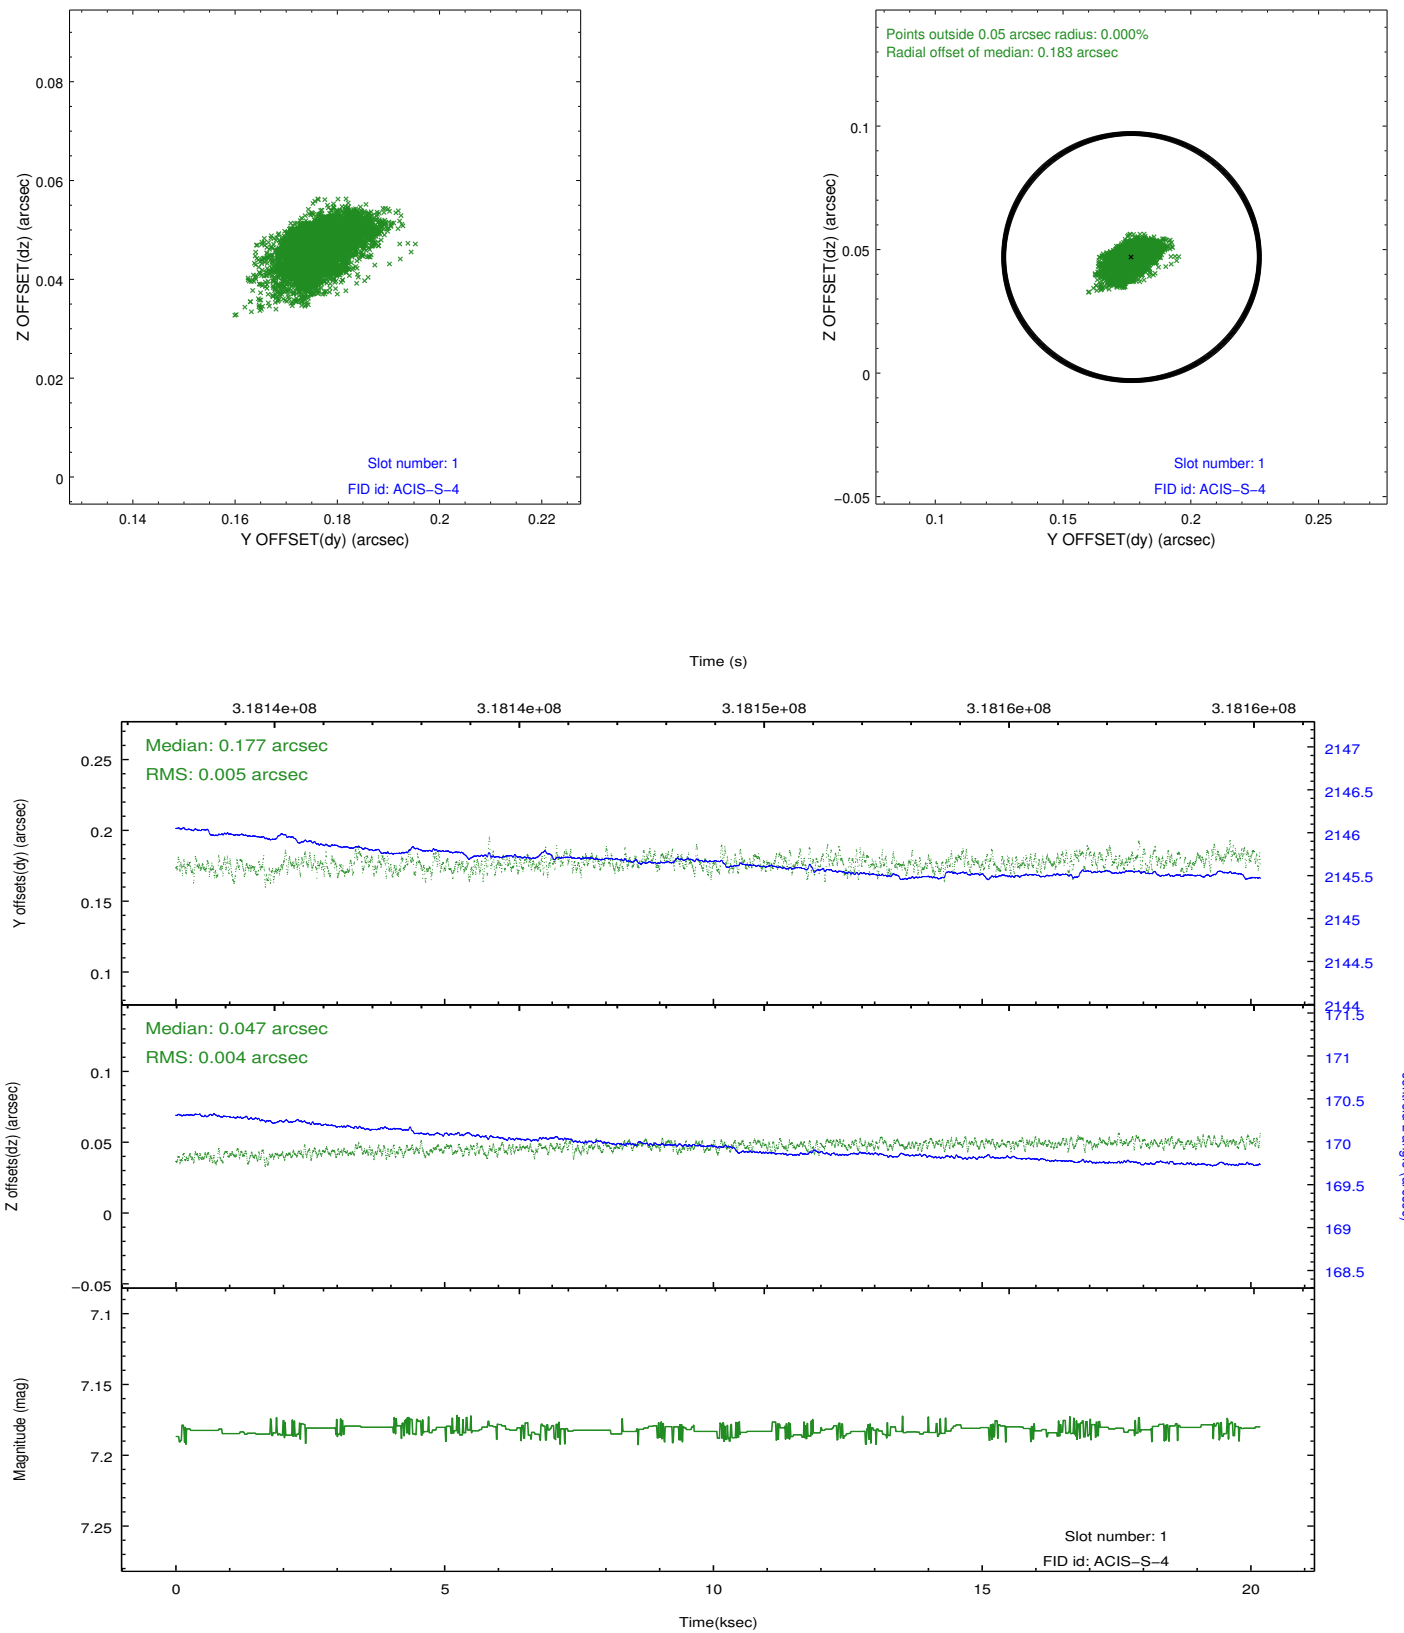 0.08
0.06
0.04
0.02
0
Z OFFSET(dz) (arcsec)
Slot number: 1
FID id: ACIS−S−4
0.14 0.16 0.18 0.2 0.22
Y OFFSET(dy) (arcsec)
Points outside 0.05 arcsec radius: 0.000%
Radial offset of median: 0.183 arcsec
0.1
0.05
0
−0.05
Z OFFSET(dz) (arcsec)
Slot number: 1
FID id: ACIS−S−4
0.1 0.15 0.2 0.25
Y OFFSET(dy) (arcsec)
Time (s)
3.1814e+08 3.1814e+08 3.1815e+08 3.1816e+08 3.1816e+08
Median: 0.177 arcsec
RMS: 0.005 arcsec
0.25
0.2
0.15
0.1
Y offsets(dy) (arcsec)
2147
2146.5
2146
2145.5
2145
2144.5
2144
Median: 0.047 arcsec
RMS: 0.004 arcsec
0.1
0.05
0
−0.05
Z offsets(dz) (arcsec)
171.5
171
170.5
170
169.5
169
168.5
7.1
7.15
7.2
7.25
Magnitude (mag)
Slot number: 1
FID id: ACIS−S−4
0 5 10 15 20
Time(ksec)